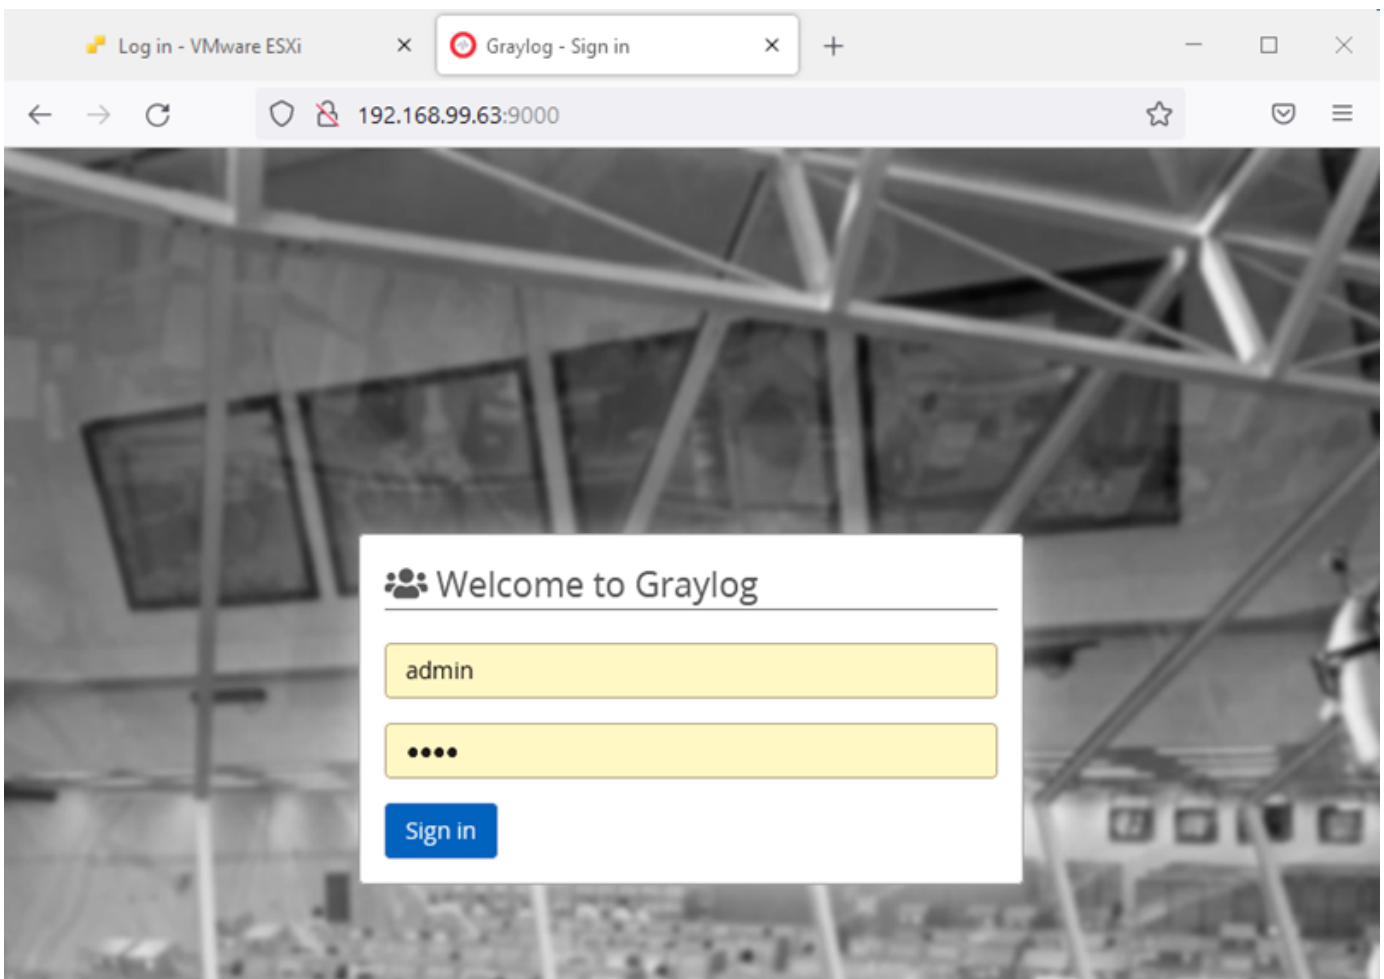 Log in - VMware ESXi
Graylog - Sign in
192.168.99.63:9000
Welcome to Graylog
admin
••••
Sign in